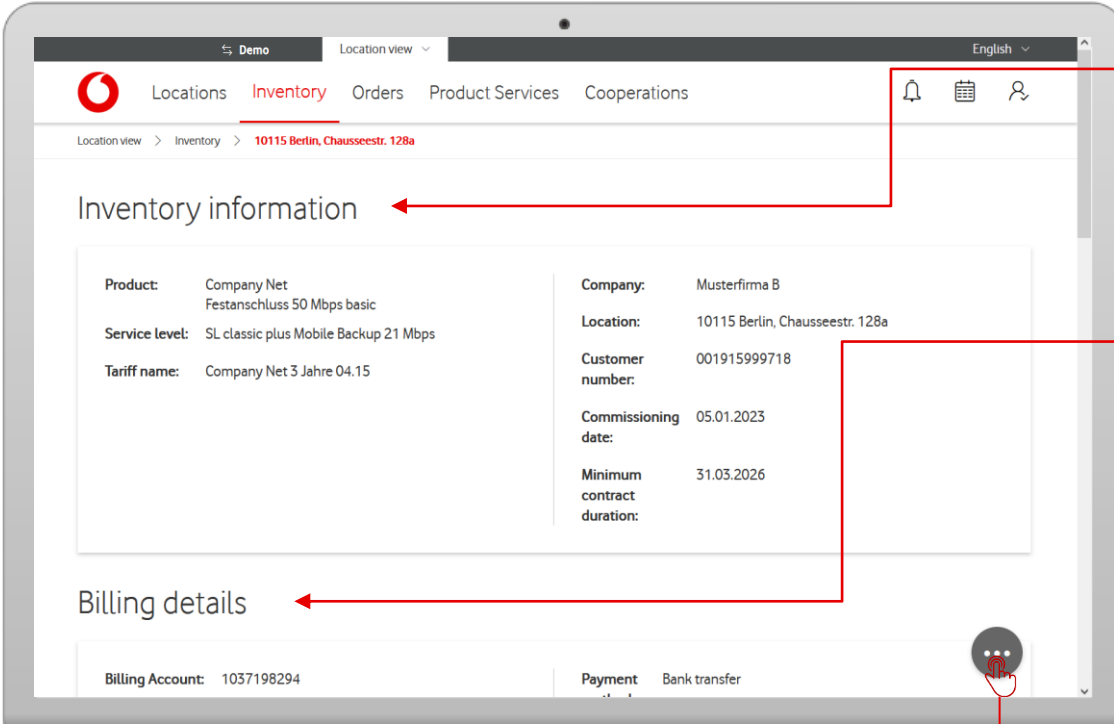 Demo
Location view
English
Locations Inventory Orders Product Services Cooperations
Location view > Inventory > 10115 Berlin, Chausseestr. 128a
Inventory information
Product: Company Net
Festanschluss 50 Mbps basic
Service level: SL classic plus Mobile Backup 21 Mbps
Tariff name: Company Net 3 Jahre 04.15
Company: Musterfirma B
Location: 10115 Berlin, Chausseestr. 128a
Customer number: 001915999718
Commissioning date: 05.01.2023
Minimum contract duration: 31.03.2026
Billing details
Billing Account: 1037198294
Payment Bank transfer